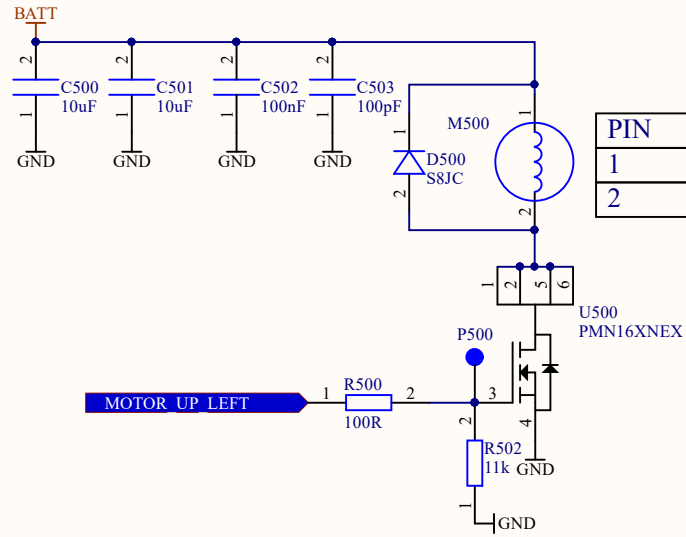 BATT
2
2
2
2
C500
10uF
C501
10uF
C502
100nF
C503
100pF
1
1
1
1
GND
GND
GND
GND
1
D500
S8JC
2
M500
1
2
PIN
1
2
1
2
5
6
U500
PMN16XNEX
P500
MOTOR_UP_LEFT
1
R500
2
100R
3
4
GND
2
R502
11k
1
GND